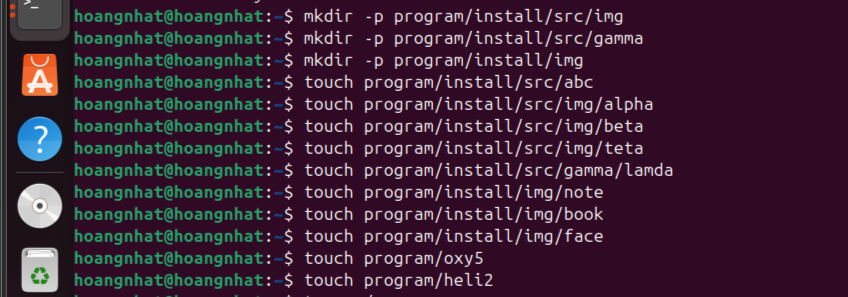 hoangnhat@hoangnhat:~$ mkdir -p program/install/src/img
hoangnhat@hoangnhat:~$ mkdir -p program/install/src/gamma
hoangnhat@hoangnhat:~$ mkdir -p program/install/img
hoangnhat@hoangnhat:~$ touch program/install/src/abc
hoangnhat@hoangnhat:~$ touch program/install/src/img/alpha
hoangnhat@hoangnhat:~$ touch program/install/src/img/beta
hoangnhat@hoangnhat:~$ touch program/install/src/img/teta
hoangnhat@hoangnhat:~$ touch program/install/src/gamma/lamda
hoangnhat@hoangnhat:~$ touch program/install/img/note
hoangnhat@hoangnhat:~$ touch program/install/img/book
hoangnhat@hoangnhat:~$ touch program/install/img/face
hoangnhat@hoangnhat:~$ touch program/oxy5
hoangnhat@hoangnhat:~$ touch program/heli2